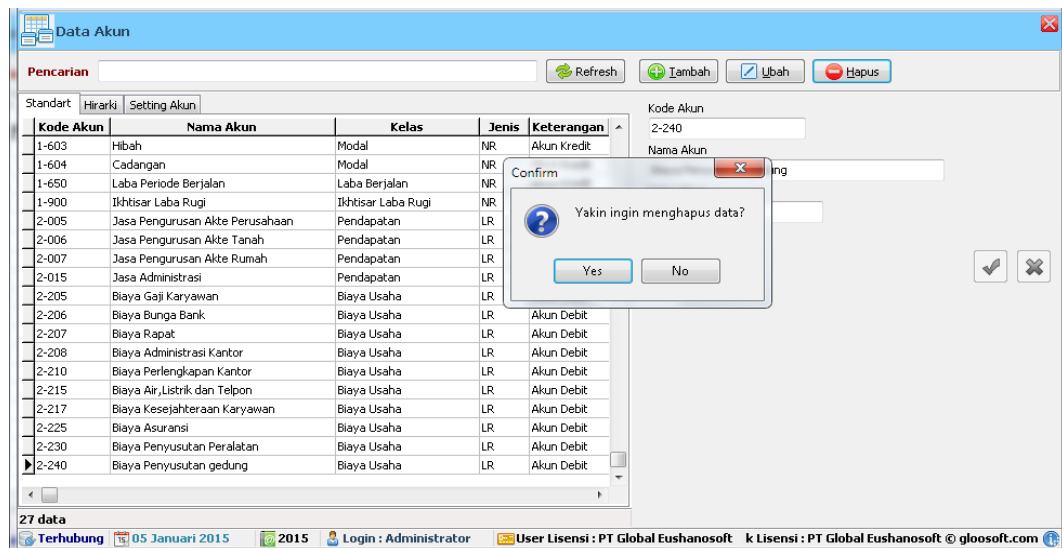 Data Akun
Pencarian Refresh Tambah Ubah Hapus
Standart Hirarki Setting Akun
Kode Akun Nama Akun Kelas Jenis Keterangan
1-603 Hibah Modal NR Akun Kredit
1-604 Cadangan Modal NR
1-650 Laba Periode Berjalan Laba Berjalan NR
1-900 Ikhtisar Laba Rugi Ikhtisar Laba Rugi NR
2-005 Jasa Pengurusan Akte Perusahaan Pendapatan LR
2-006 Jasa Pengurusan Akte Tanah Pendapatan LR
2-007 Jasa Pengurusan Akte Rumah Pendapatan LR
2-015 Jasa Administrasi Pendapatan LR
2-205 Biaya Gaji Karyawan Biaya Usaha LR
2-206 Biaya Bunga Bank Biaya Usaha LR Akun Debit
2-207 Biaya Rapat Biaya Usaha LR Akun Debit
2-208 Biaya Administrasi Kantor Biaya Usaha LR Akun Debit
2-210 Biaya Perlengkapan Kantor Biaya Usaha LR Akun Debit
2-215 Biaya Air,Listrik dan Telpon Biaya Usaha LR Akun Debit
2-217 Biaya Kesejahteraan Karyawan Biaya Usaha LR Akun Debit
2-225 Biaya Asuransi Biaya Usaha LR Akun Debit
2-230 Biaya Penyusutan Peralatan Biaya Usaha LR Akun Debit
2-240 Biaya Penyusutan gedung Biaya Usaha LR Akun Debit
Kode Akun
2-240
Nama Akun
Confirm
Yakin ingin menghapus data?
Yes No
27 data
Terhubung 05 Januari 2015 2015 Login : Administrator User Lisensi : PT Global Eushanosoft k Lisensi : PT Global Eushanosoft © gloosoft.com